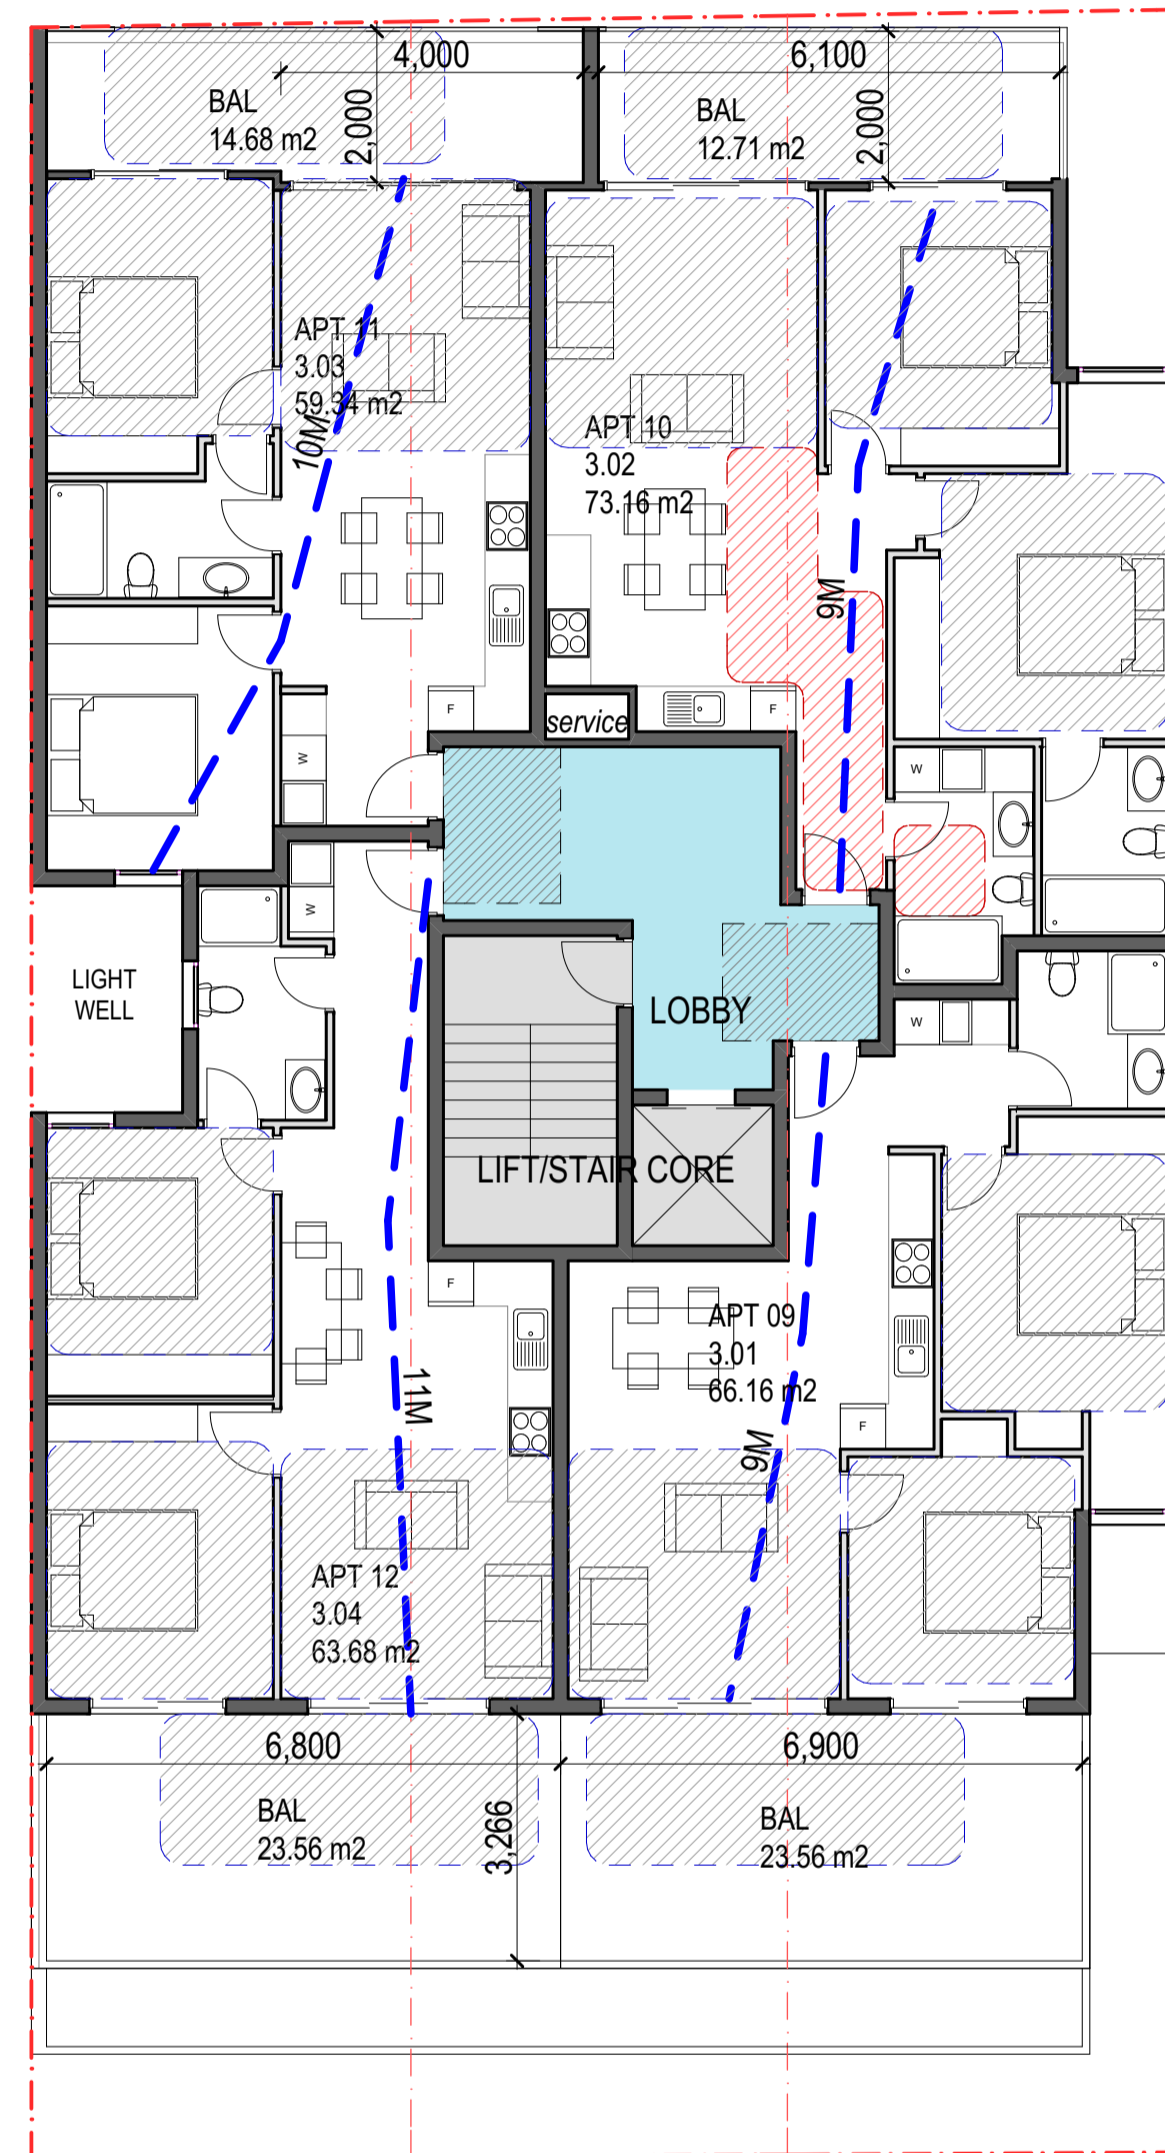 4,000
6,100
BAL
14.68 m2
2,000
BAL
12.71 m2
2,000
APT 11
3.03
59.34 m2
10M
APT 10
3.02
73.16 m2
9M
F
F
service
W
W
W
LIGHT
WELL
LOBBY
W
LIFT/STAIR CORE
F
APT 09
3.01
66.16 m2
11M
9M
F
APT 12
3.04
63.68 m2
6,800
6,900
BAL
23.56 m2
3,266
BAL
23.56 m2